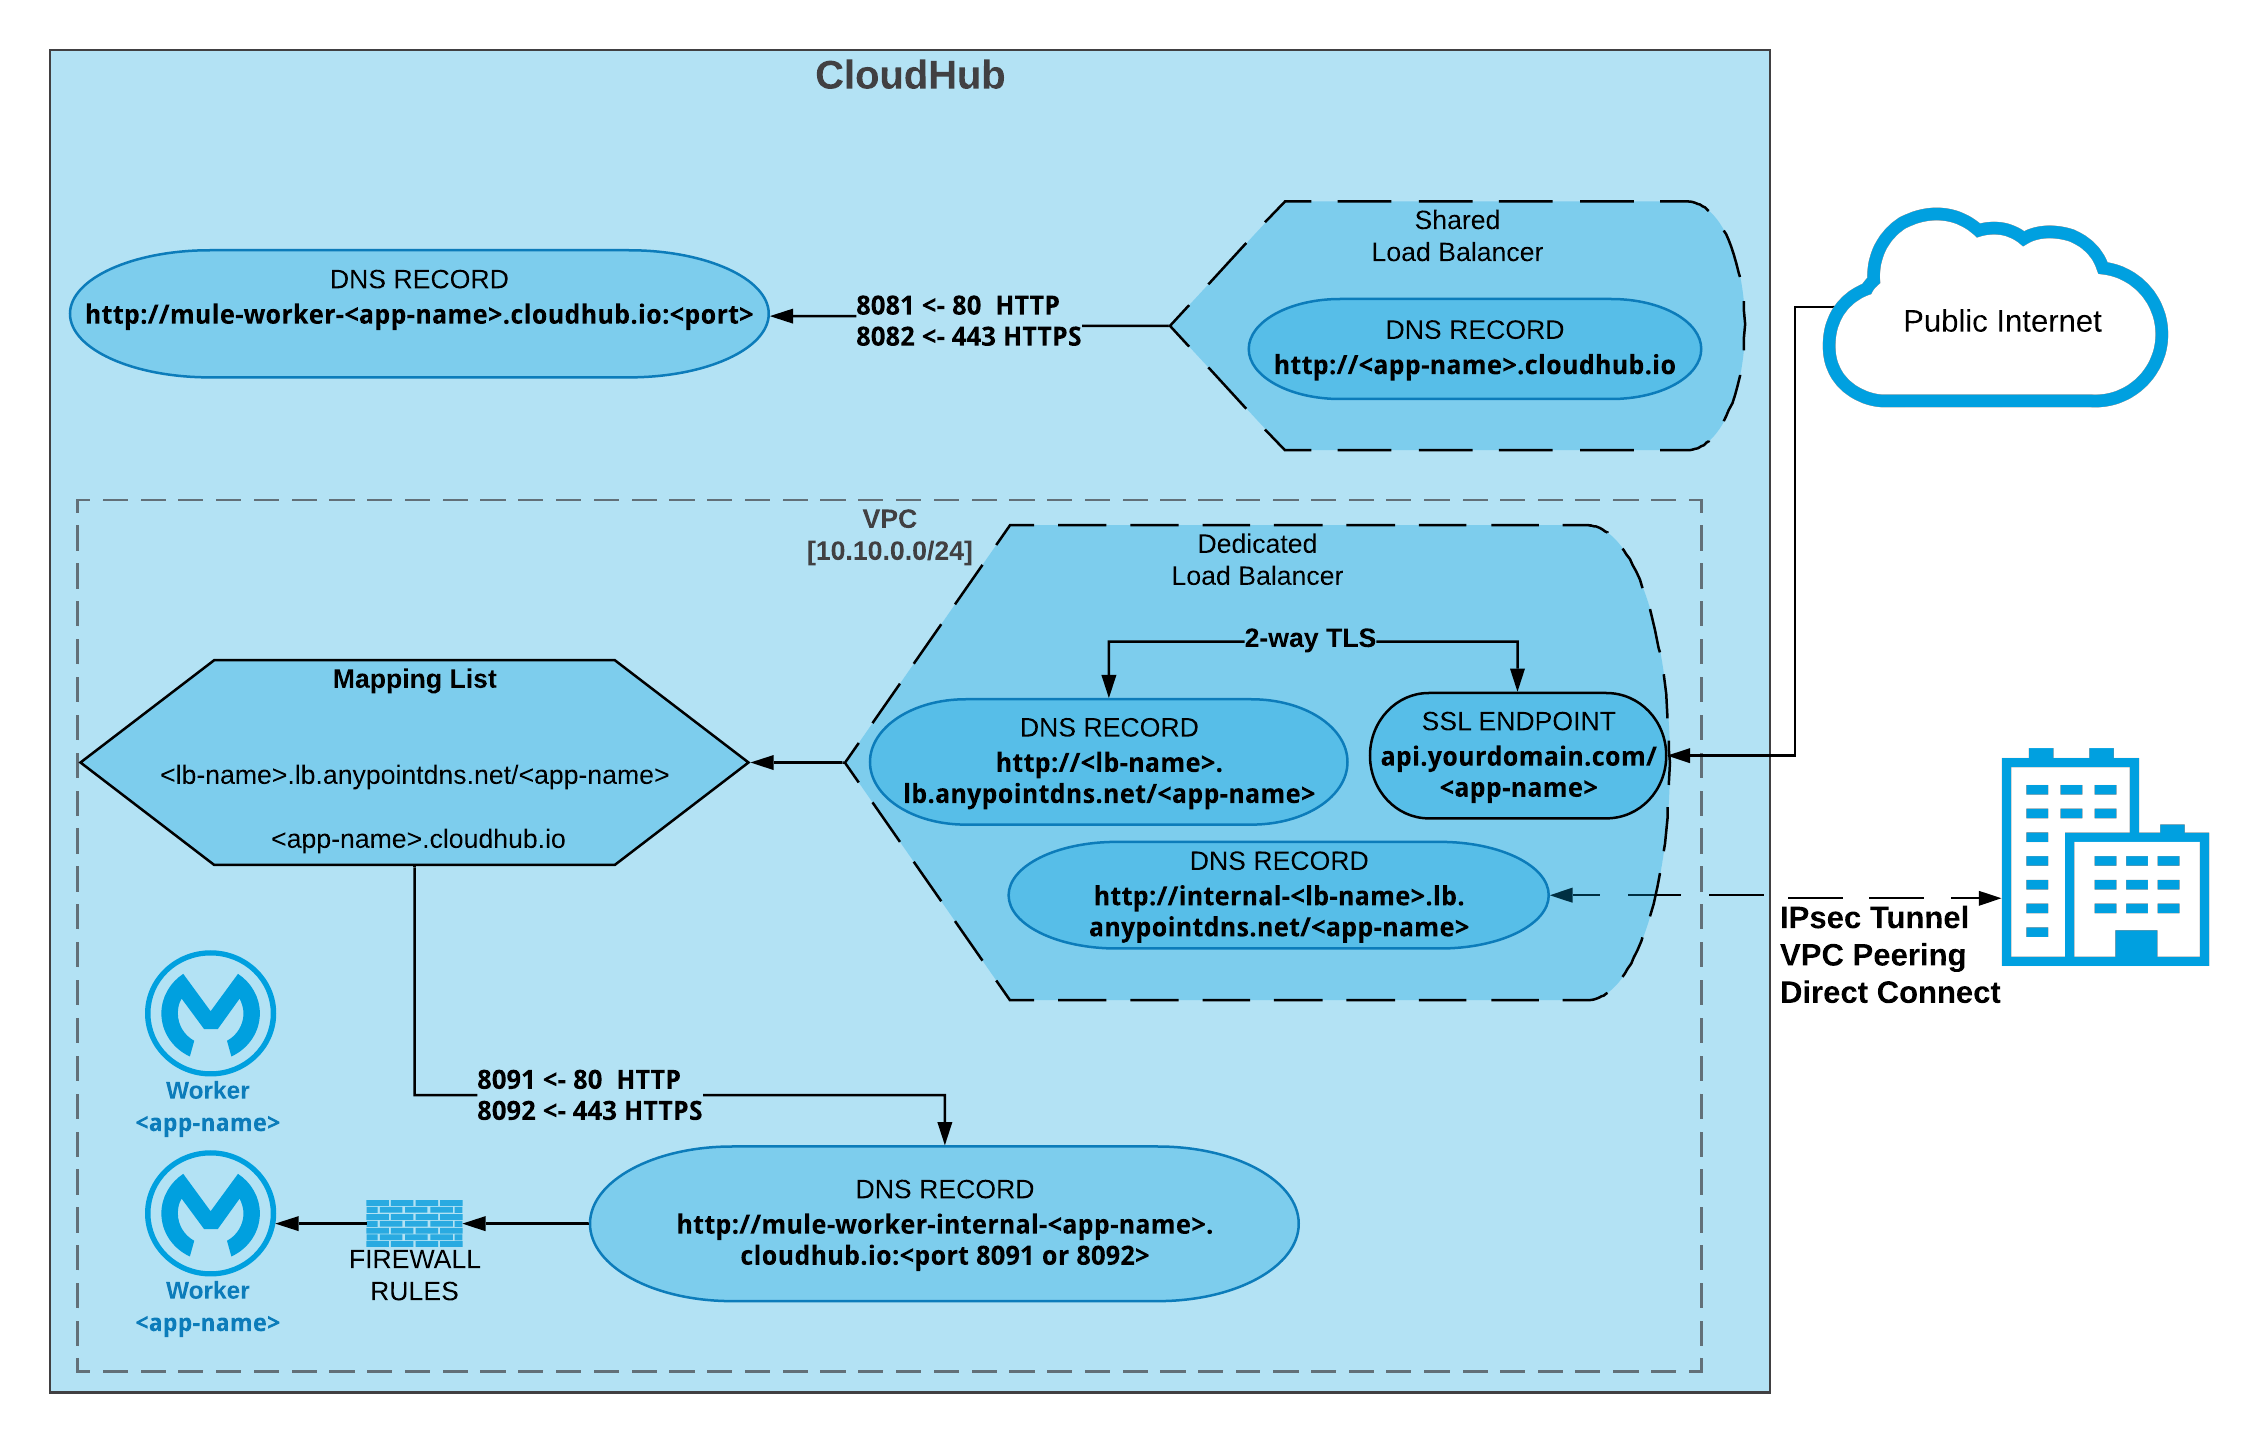 CloudHub
Shared
Load Balancer
DNS RECORD
http://mule-worker-<app-name>.cloudhub.io:<port>
8081 <- 80  HTTP
8082 <- 443 HTTPS
DNS RECORD
http://<app-name>.cloudhub.io
Public Internet
VPC
[10.10.0.0/24]
Dedicated
Load Balancer
2-way TLS
Mapping List
<lb-name>.lb.anypointdns.net/<app-name>
<app-name>.cloudhub.io
DNS RECORD
http://<lb-name>.
lb.anypointdns.net/<app-name>
SSL ENDPOINT
api.yourdomain.com/
<app-name>
DNS RECORD
http://internal-<lb-name>.lb.
anypointdns.net/<app-name>
IPsec Tunnel
VPC Peering
Direct Connect
Worker
<app-name>
8091 <- 80  HTTP
8092 <- 443 HTTPS
DNS RECORD
http://mule-worker-internal-<app-name>.
cloudhub.io:<port 8091 or 8092>
FIREWALL
RULES
Worker
<app-name>